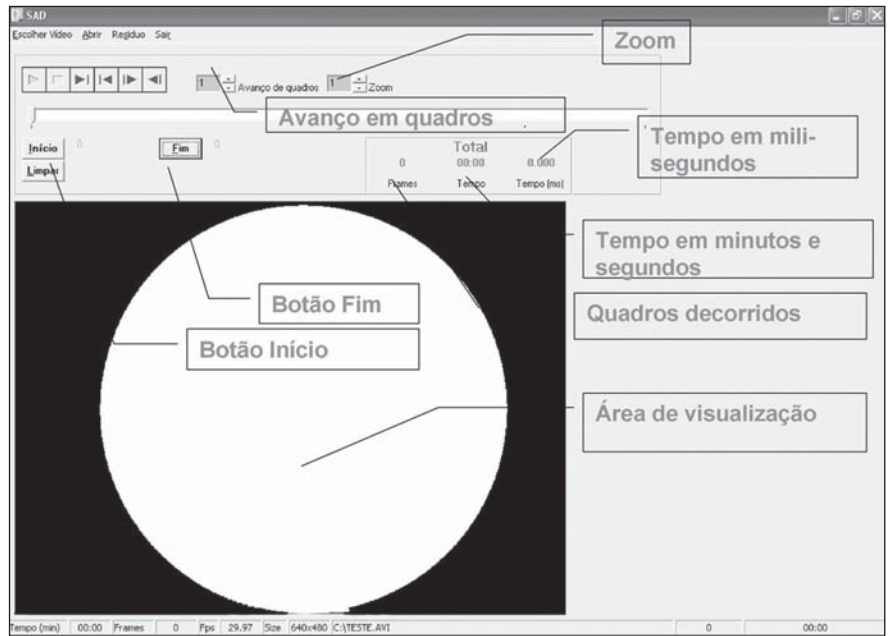 SAD
Escolher Vídeo Abrir Resíduo Sair
Zoom
1 Avanço de quadros 1 Zoom
Avanço em quadros
Início 0 Fim 0
Limpar
Total
0 00:00 0.000
Frames Tempo Tempo (ms)
Tempo em mili-
segundos
Tempo em minutos e
segundos
Botão Fim
Quadros decorridos
Botão Início
Área de visualização
Tempo (min) 00:00 Frames 0 Fps 29.97 Size 640x480 C:\TESTE.AVI 0 00:00